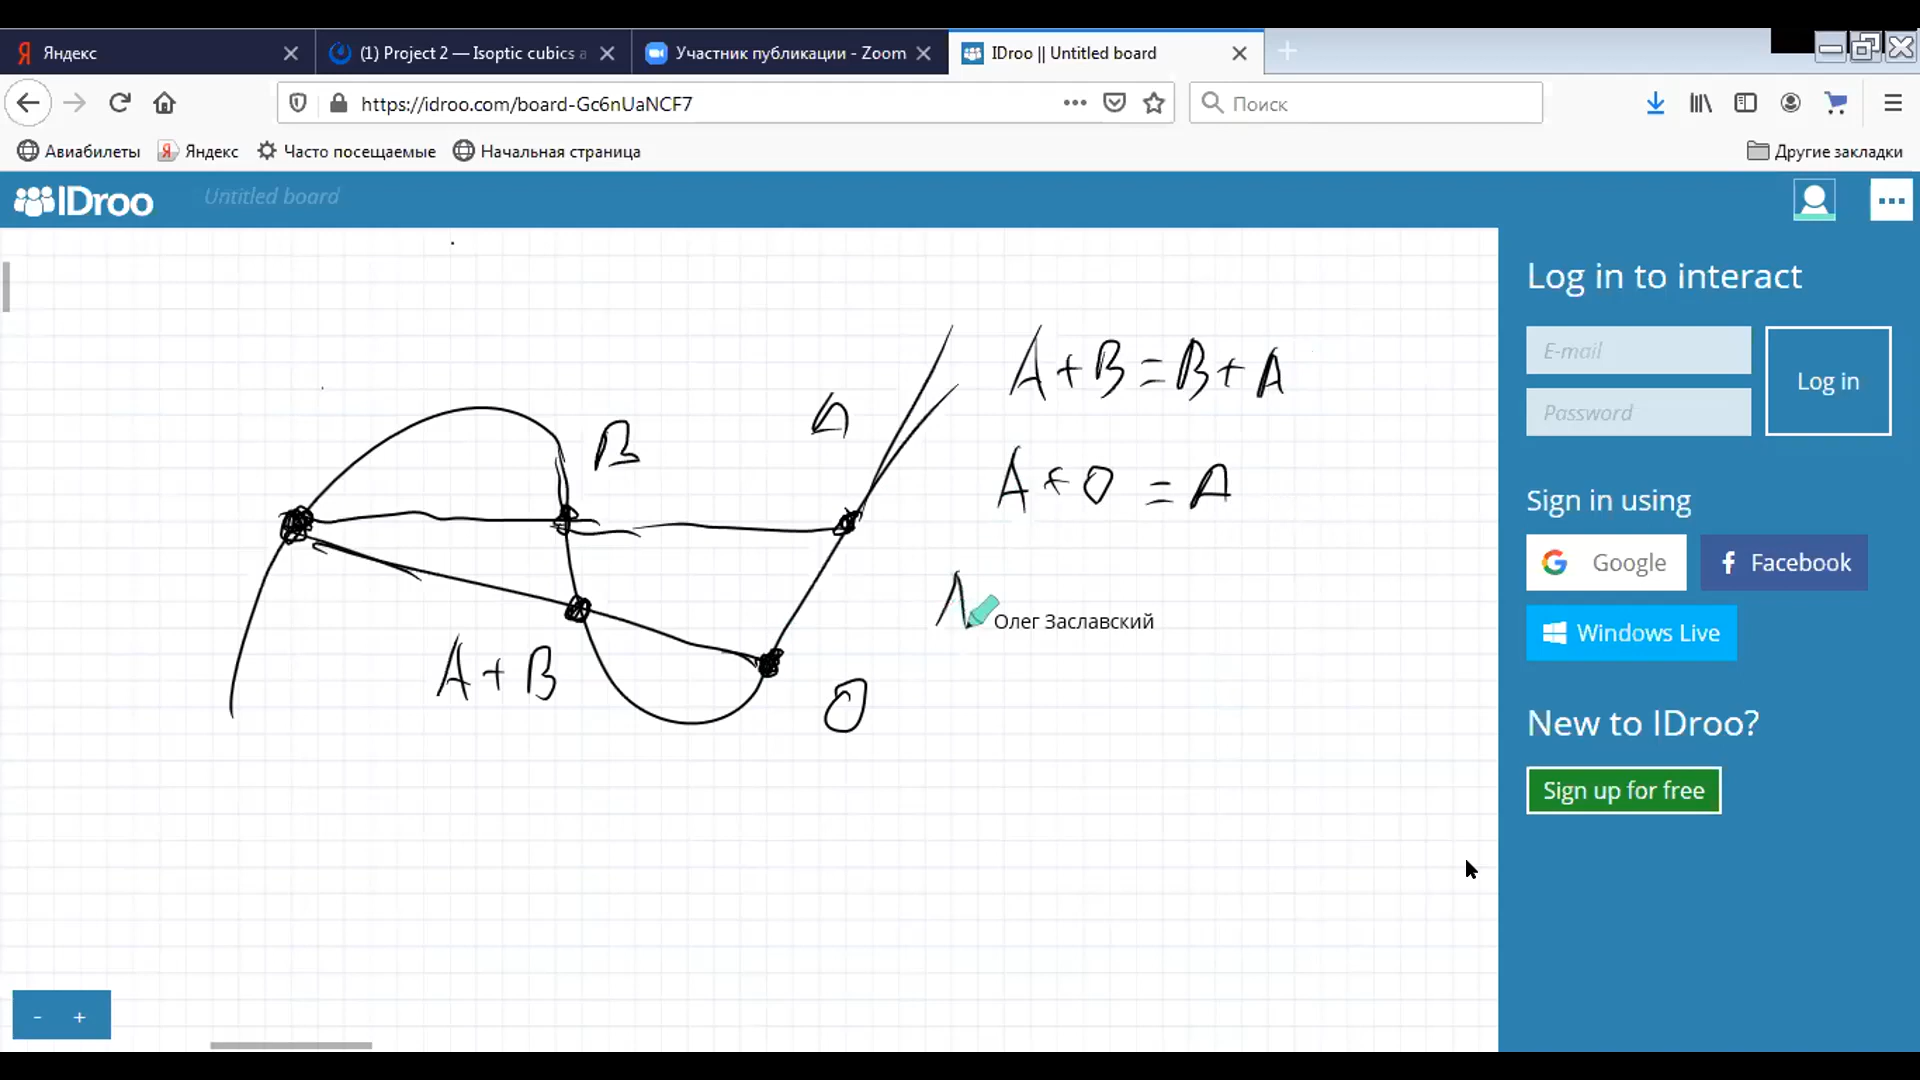 Яндекс
(1) Project 2 — Isoptic cubics a
Участник публикации - Zoom
IDroo || Untitled board
https://idroo.com/board-Gc6nUaNCF7
Поиск
Авиабилеты
Яндекс
Часто посещаемые
Начальная страница
Другие закладки
IDroo
Untitled board
Log in to interact
E-mail
Password
Log in
Sign in using
Google
Facebook
Windows Live
New to IDroo?
Sign up for free
A+B=B+A
B
A
A+O=A
Олег Заславский
A+B
O
- +